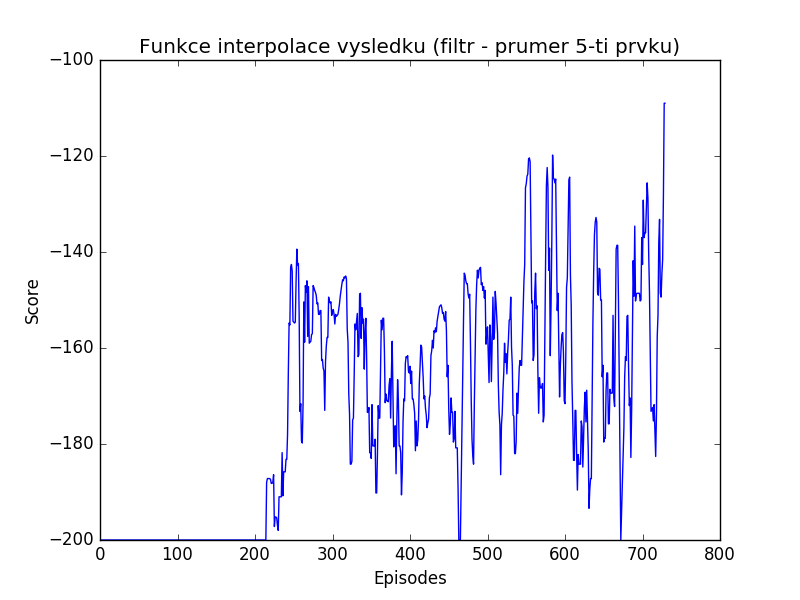 Funkce interpolace vysledku (filtr - prumer 5-ti prvku)
−100
−120
−140
−160
−180
−200
Score
0 100 200 300 400 500 600 700 800
Episodes